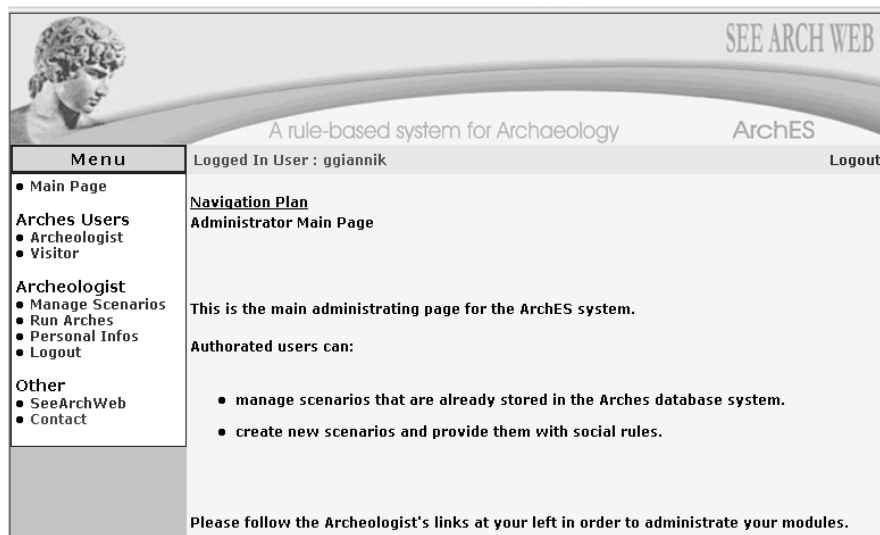 SEE ARCH WEB
A rule-based system for Archaeology
ArchES
Menu
Logged In User : ggiannik
Logout
• Main Page
Arches Users
• Archeologist
• Visitor
Archeologist
• Manage Scenarios
• Run Arches
• Personal Infos
• Logout
Other
• SeeArchWeb
• Contact
Navigation Plan
Administrator Main Page
This is the main administrating page for the ArchES system.
Authorated users can:
• manage scenarios that are already stored in the Arches database system.
• create new scenarios and provide them with social rules.
Please follow the Archeologist's links at your left in order to administrate your modules.